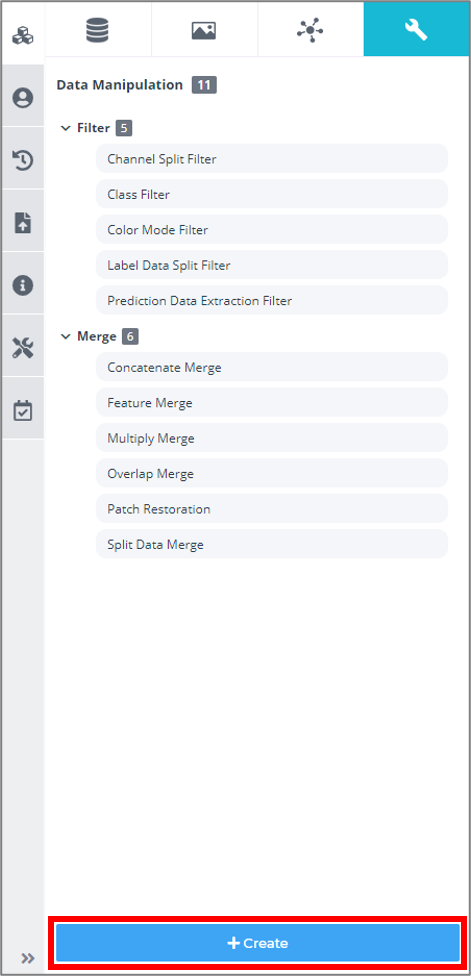 Data Manipulation 11
Filter 5
Channel Split Filter
Class Filter
Color Mode Filter
Label Data Split Filter
Prediction Data Extraction Filter
Merge 6
Concatenate Merge
Feature Merge
Multiply Merge
Overlap Merge
Patch Restoration
Split Data Merge
+ Create